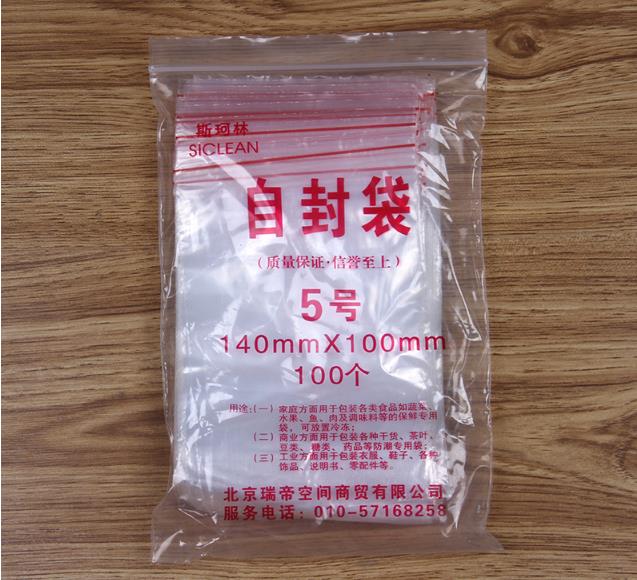 斯珂林
SICLEAN
自封袋
(质量保证·信誉至上)
5号
140mmX100mm
100个
用途:(一)家庭方面用于包装各类食品如蔬菜、
水果、鱼、肉及调味料等的保鲜专用
袋,可放置冷冻;
(二)商业方面用于包装各种干货、茶叶、
豆类、糖类、药品等防潮专用袋;
(三)工业方面用于包装衣服、鞋子、各种
饰品、说明书、零配件等。
北京瑞帝空间商贸有限公司
服务电话:010-57168258